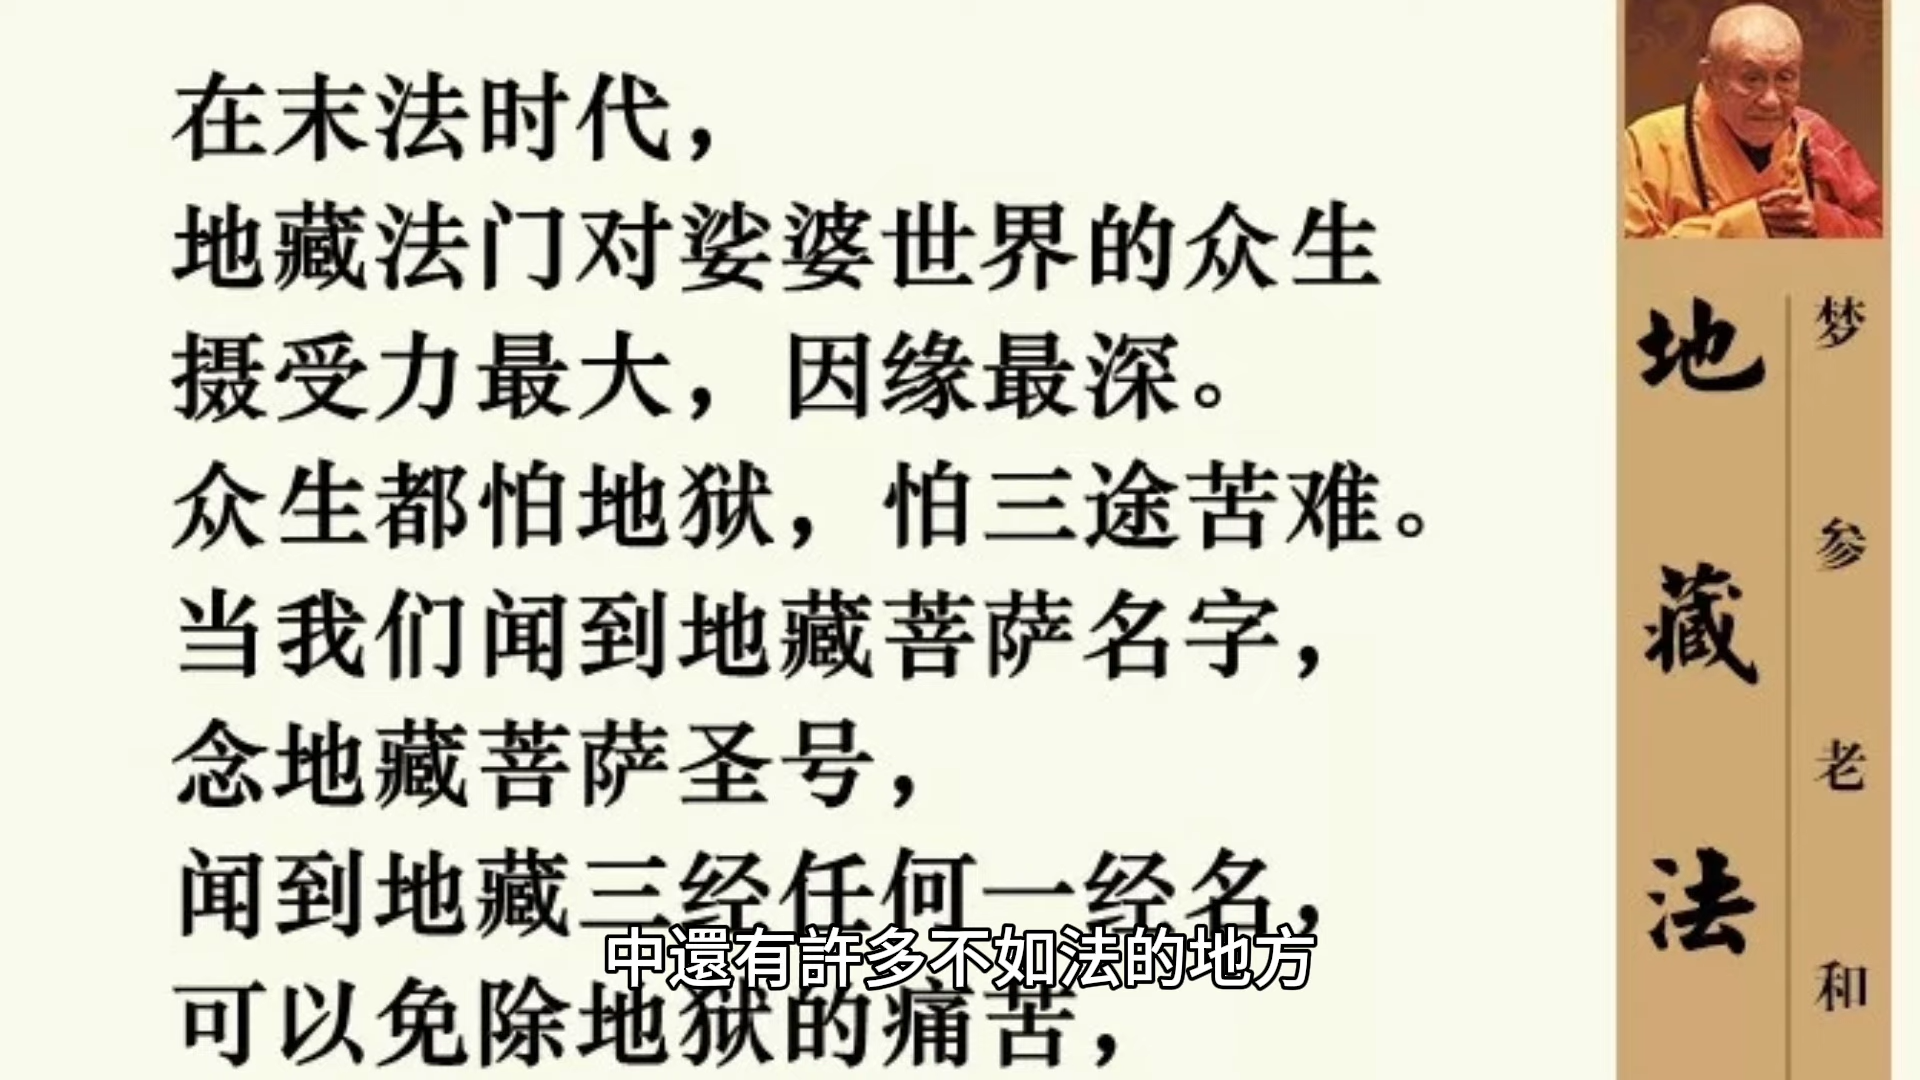 在末法时代，
地藏法门对娑婆世界的众生
摄受力最大，因缘最深。
众生都怕地狱，怕三途苦难。
当我们闻到地藏菩萨名字，
念地藏菩萨圣号，
闻到地藏三经任何一经名，
中還有許多不如法的地方
可以免除地狱的痛苦，
地藏法
梦参老和